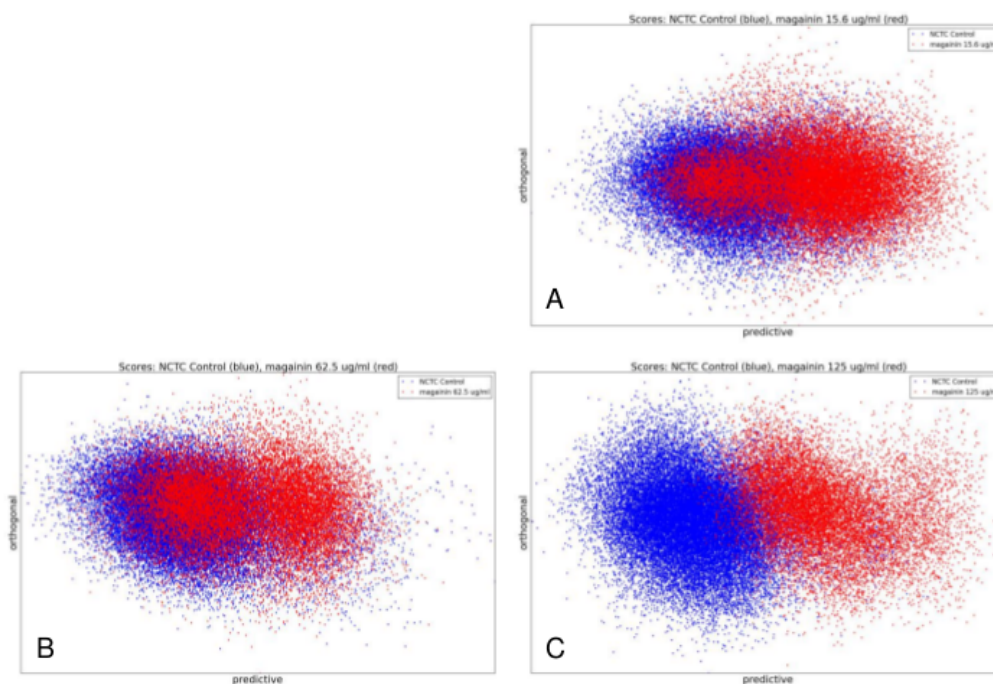 Scores: NCTC Control (blue), magainin 15.6 ug/ml (red)
NCTC Control
magainin 15.6 ug/
orthogonal
A
predictive
Scores: NCTC Control (blue), magainin 62.5 ug/ml (red)
NCTC Control
magainin 62.5 ug/ml
orthogonal
B
predictive
Scores: NCTC Control (blue), magainin 125 ug/ml (red)
NCTC Control
magainin 125 ug/
orthogonal
C
predictive